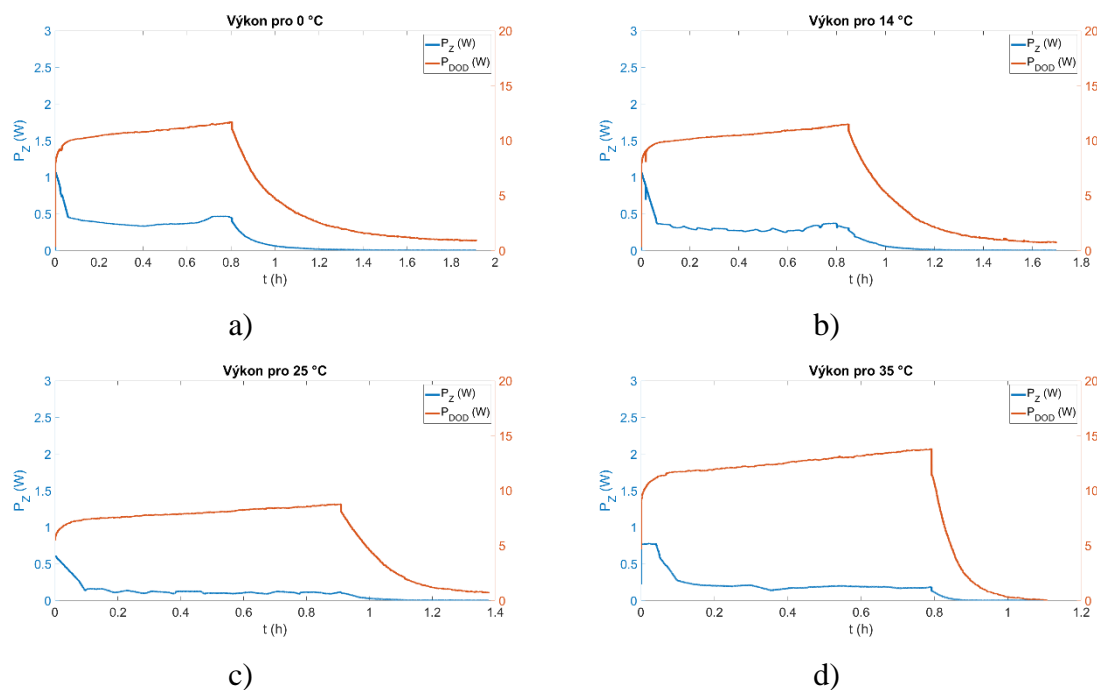 Výkon pro 0 °C
P_Z (W)
P_DOD (W)
P_Z (W)
3
2.5
2
1.5
1
0.5
0
20
15
10
5
0
0 0.2 0.4 0.6 0.8 1 1.2 1.4 1.6 1.8 2
t (h)
a)
Výkon pro 14 °C
P_Z (W)
P_DOD (W)
P_Z (W)
3
2.5
2
1.5
1
0.5
0
20
15
10
5
0
0 0.2 0.4 0.6 0.8 1 1.2 1.4 1.6 1.8
t (h)
b)
Výkon pro 25 °C
P_Z (W)
P_DOD (W)
P_Z (W)
3
2.5
2
1.5
1
0.5
0
20
15
10
5
0
0 0.2 0.4 0.6 0.8 1 1.2 1.4
t (h)
c)
Výkon pro 35 °C
P_Z (W)
P_DOD (W)
P_Z (W)
3
2.5
2
1.5
1
0.5
0
20
15
10
5
0
0 0.2 0.4 0.6 0.8 1 1.2
t (h)
d)